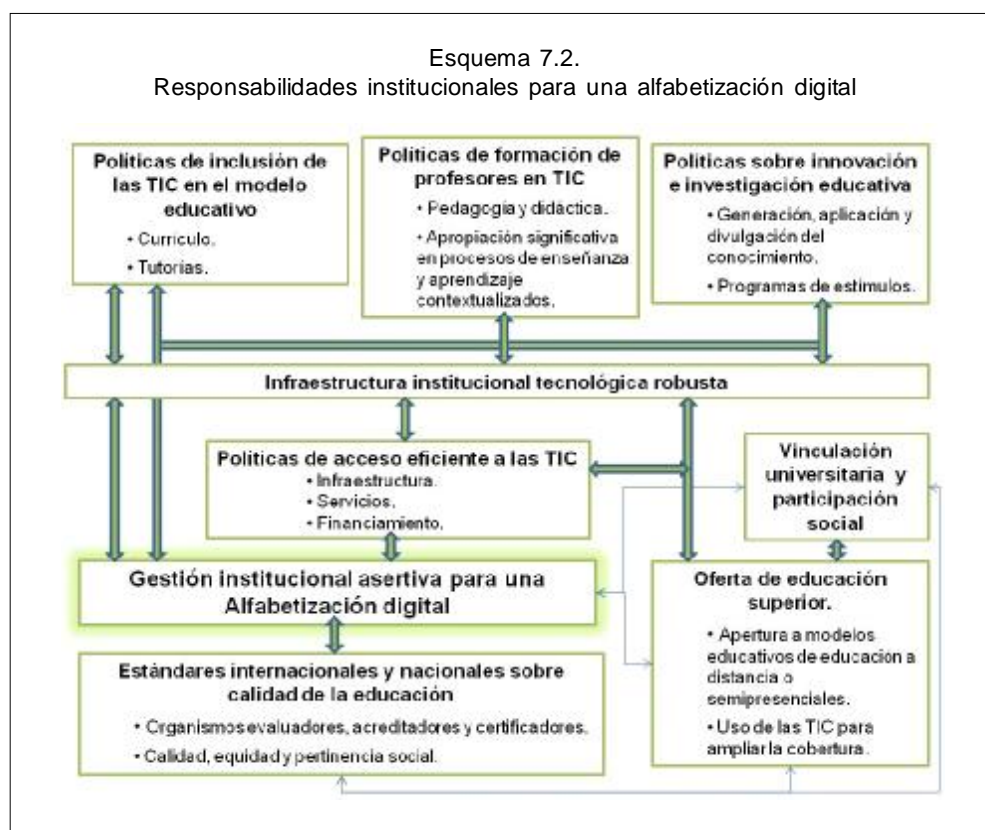 Esquema 7.2.
Responsabilidades institucionales para una alfabetización digital
Políticas de inclusión de
las TIC en el modelo
educativo
• Currículo.
• Tutorías.
Políticas de formación de
profesores en TIC
• Pedagogía y didáctica.
• Apropiación significativa
en procesos de enseñanza
y aprendizaje
contextualizados.
Políticas sobre innovación
e investigación educativa
• Generación, aplicación y
divulgación del
conocimiento.
• Programas de estímulos.
Infraestructura institucional tecnológica robusta
Políticas de acceso eficiente a las TIC
• Infraestructura.
• Servicios.
• Financiamiento.
Vinculación
universitaria y
participación
social
Gestión institucional asertiva para una
Alfabetización digital
Oferta de educación
superior.
• Apertura a modelos
educativos de educación a
distancia o
semipresenciales.
• Uso de las TIC para
ampliar la cobertura.
Estándares internacionales y nacionales sobre
calidad de la educación
• Organismos evaluadores, acreditadores y certificadores.
• Calidad, equidad y pertinencia social.